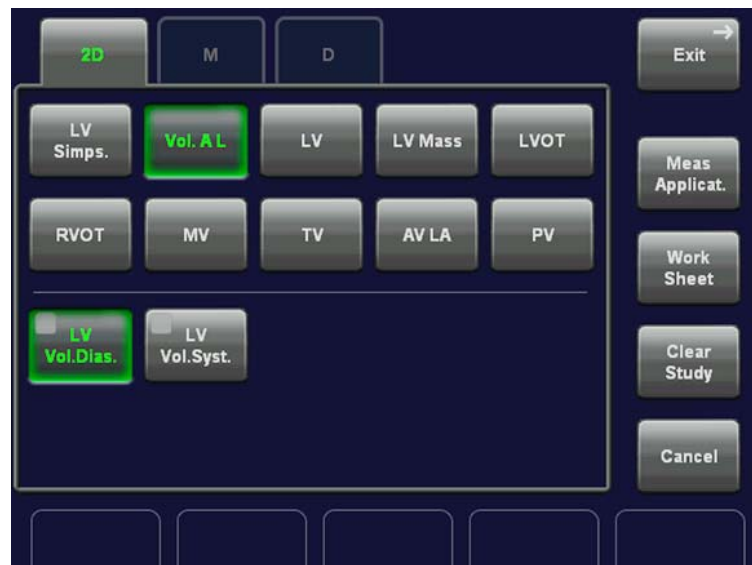 2D
M
D
Exit
LV
Simps.
Vol. A L
LV
LV Mass
LVOT
Meas
Applicat.
RVOT
MV
TV
AV LA
PV
Work
Sheet
LV
Vol.Dias.
LV
Vol.Syst.
Clear
Study
Cancel